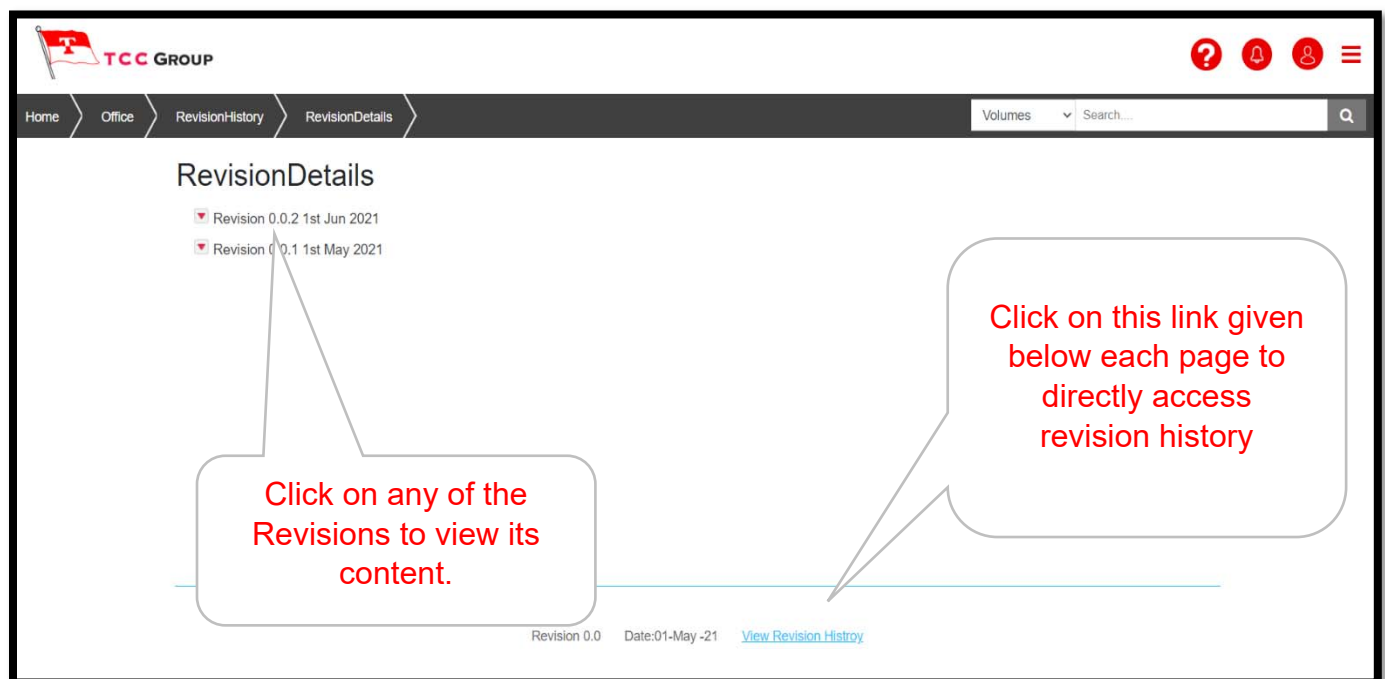 T
TCC GROUP
?
Home Office RevisionHistory RevisionDetails Volumes Search....
RevisionDetails
Revision 0.0.2 1st Jun 2021
Revision 0.0.1 1st May 2021
Click on this link given
below each page to
directly access
revision history
Click on any of the
Revisions to view its
content.
Revision 0.0 Date:01-May -21 View Revision Histroy